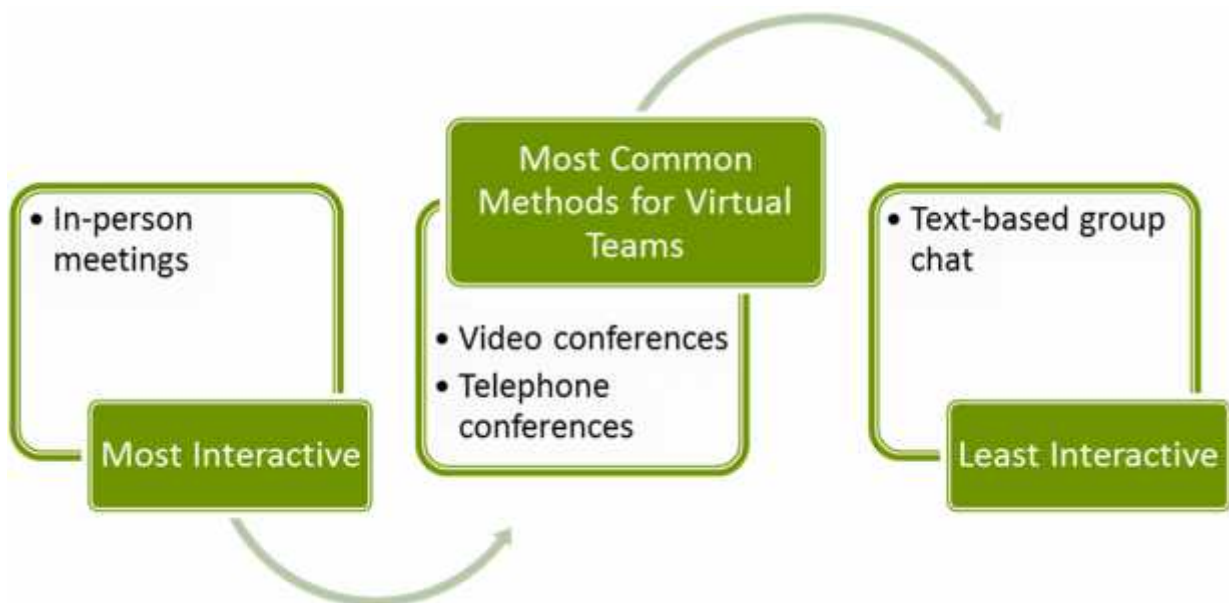 • In-person
meetings
Most Interactive
Most Common
Methods for Virtual
Teams
• Video conferences
• Telephone
conferences
• Text-based group
chat
Least Interactive